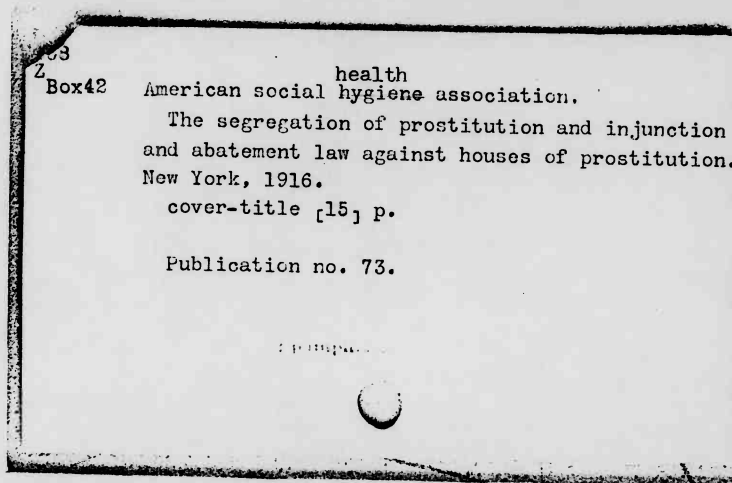 Z
Box42
health
American social hygiene association.
The segregation of prostitution and injunction
and abatement law against houses of prostitution.
New York, 1916.
cover-title [15] p.
Publication no. 73.